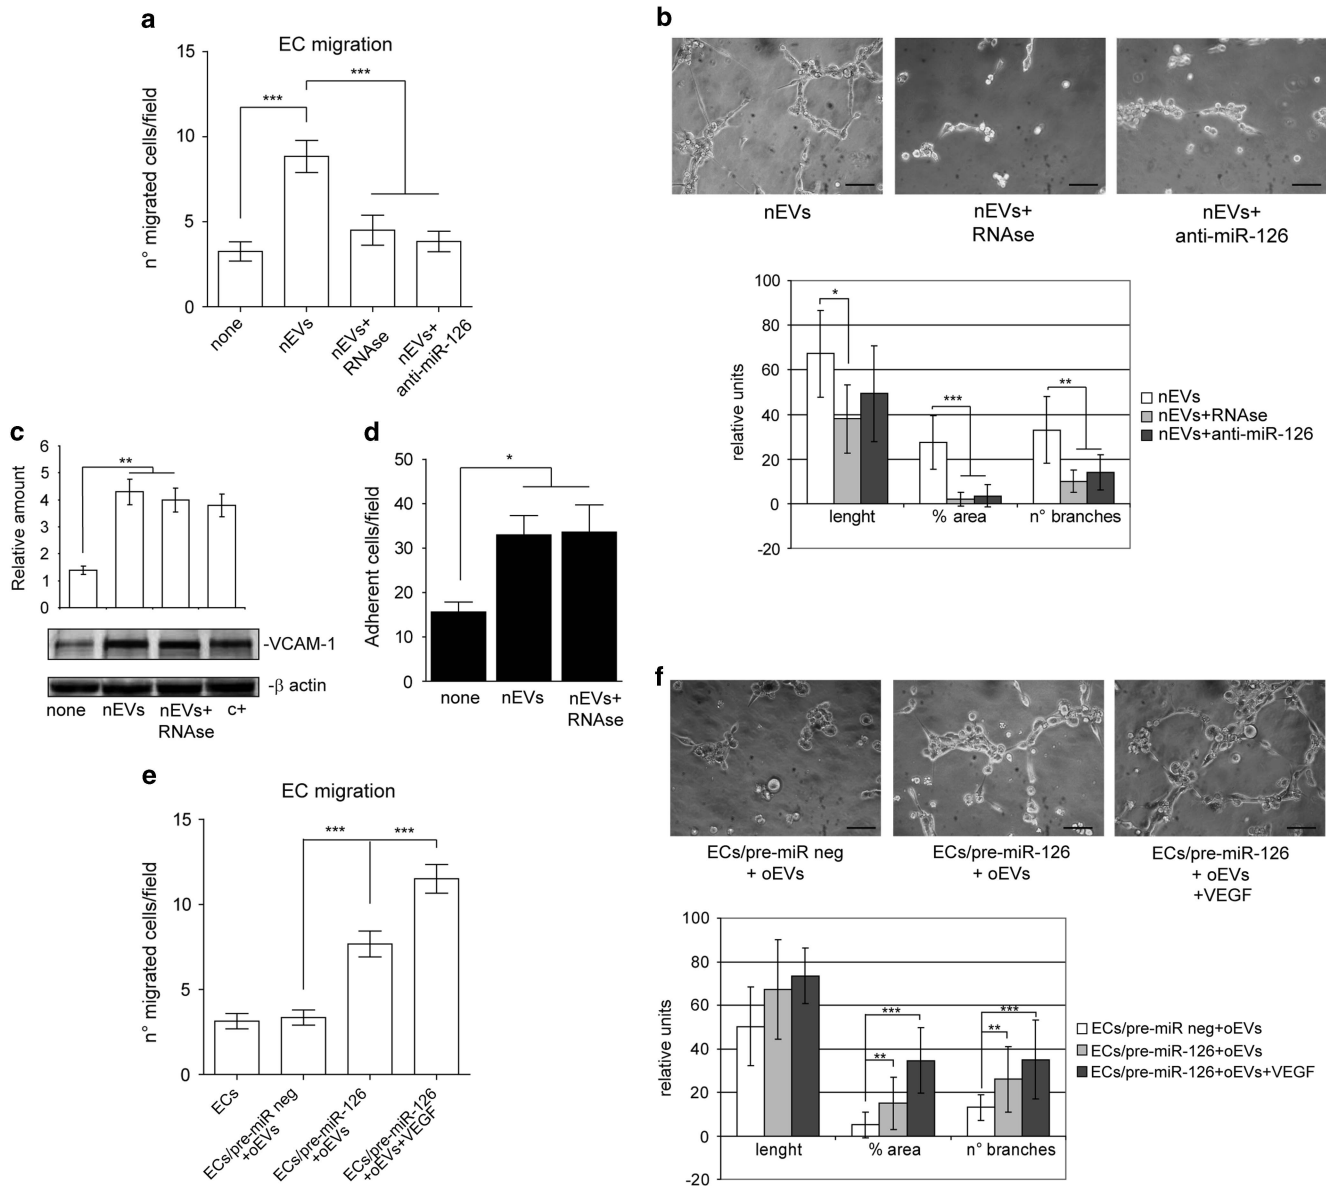 a
EC migration
n° migrated cells/field
15
10
5
0
***
***
none
nEVs
nEVs+
RNAse
nEVs+
anti-miR-126
b
nEVs
nEVs+
RNAse
nEVs+
anti-miR-126
relative units
100
80
60
40
20
0
-20
*
***
**
lenght
% area
n° branches
nEVs
nEVs+RNAse
nEVs+anti-miR-126
c
Relative amount
6
5
4
3
2
1
0
**
-VCAM-1
-β actin
none
nEVs
nEVs+
RNAse
c+
d
Adherent cells/field
50
40
30
20
10
0
*
none
nEVs
nEVs+
RNAse
e
EC migration
n° migrated cells/field
15
10
5
0
***
***
ECs
ECs/pre-miR neg
+oEVs
ECs/pre-miR-126
+oEVs
ECs/pre-miR-126
+oEVs+VEGF
f
ECs/pre-miR neg
+ oEVs
ECs/pre-miR-126
+ oEVs
ECs/pre-miR-126
+ oEVs
+VEGF
relative units
100
80
60
40
20
0
-20
**
***
**
***
lenght
% area
n° branches
ECs/pre-miR neg+oEVs
ECs/pre-miR-126+oEVs
ECs/pre-miR-126+oEVs+VEGF